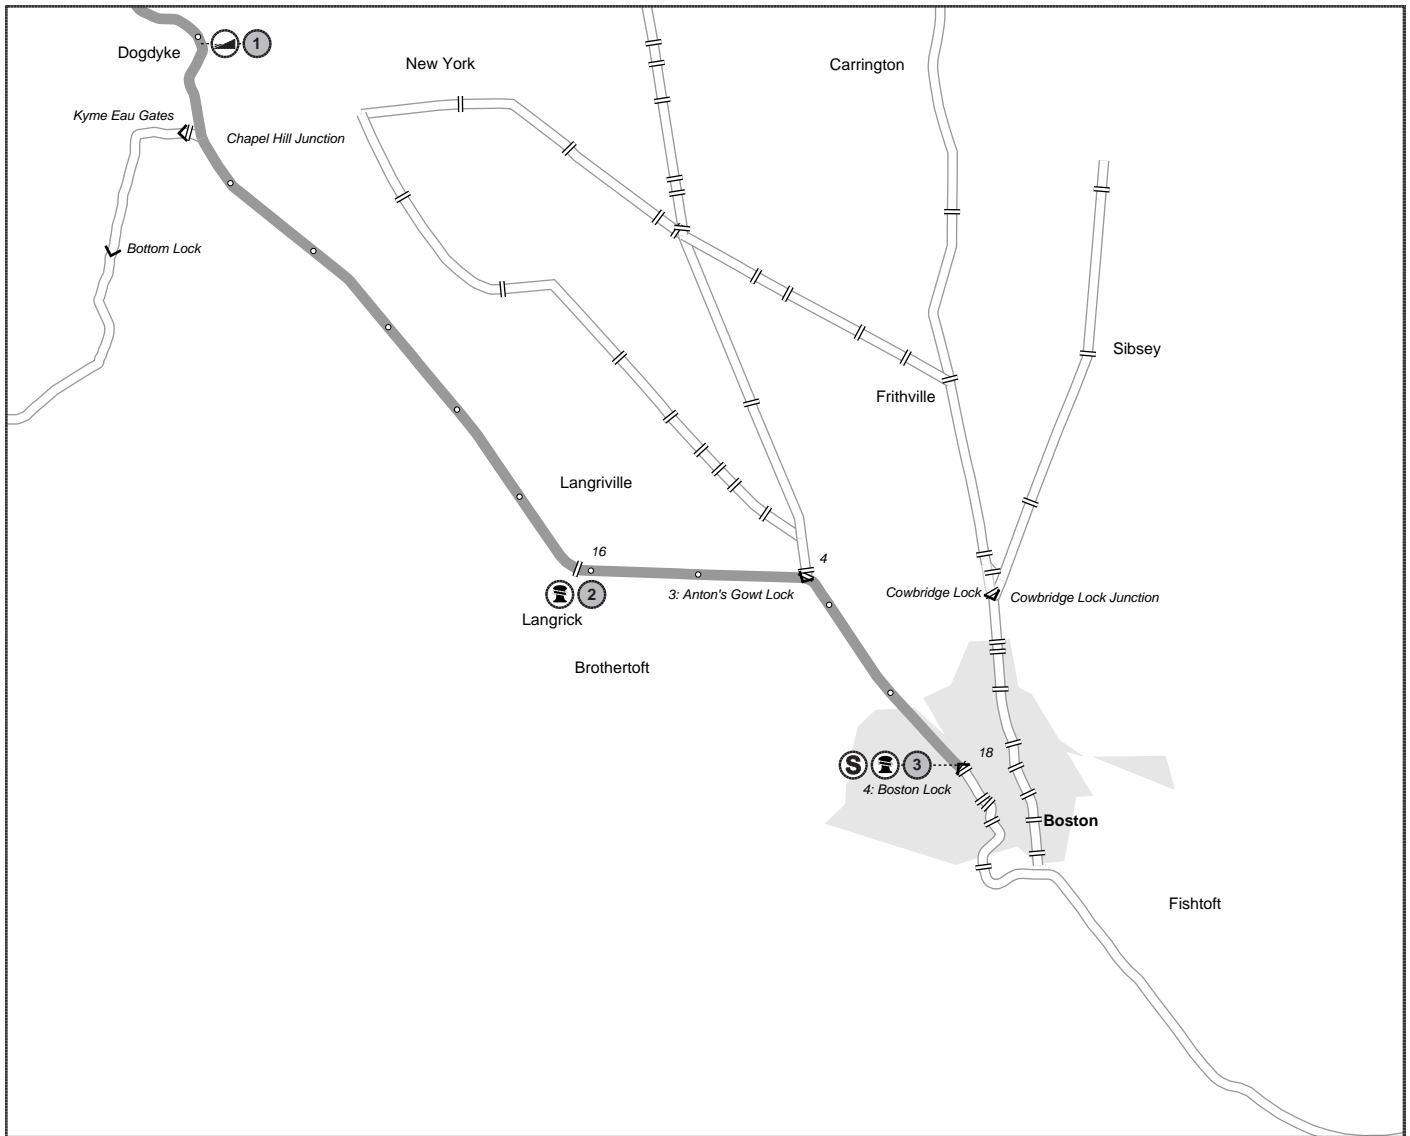 1
Dogdyke
New York
Carrington
Kyme Eau Gates
Chapel Hill Junction
Bottom Lock
Sibsey
Frithville
Langriville
16
4
2
3: Anton's Gowt Lock
Cowbridge Lock
Cowbridge Lock Junction
Langrick
Brothertoft
18
S
3
4: Boston Lock
Boston
Fishtoft